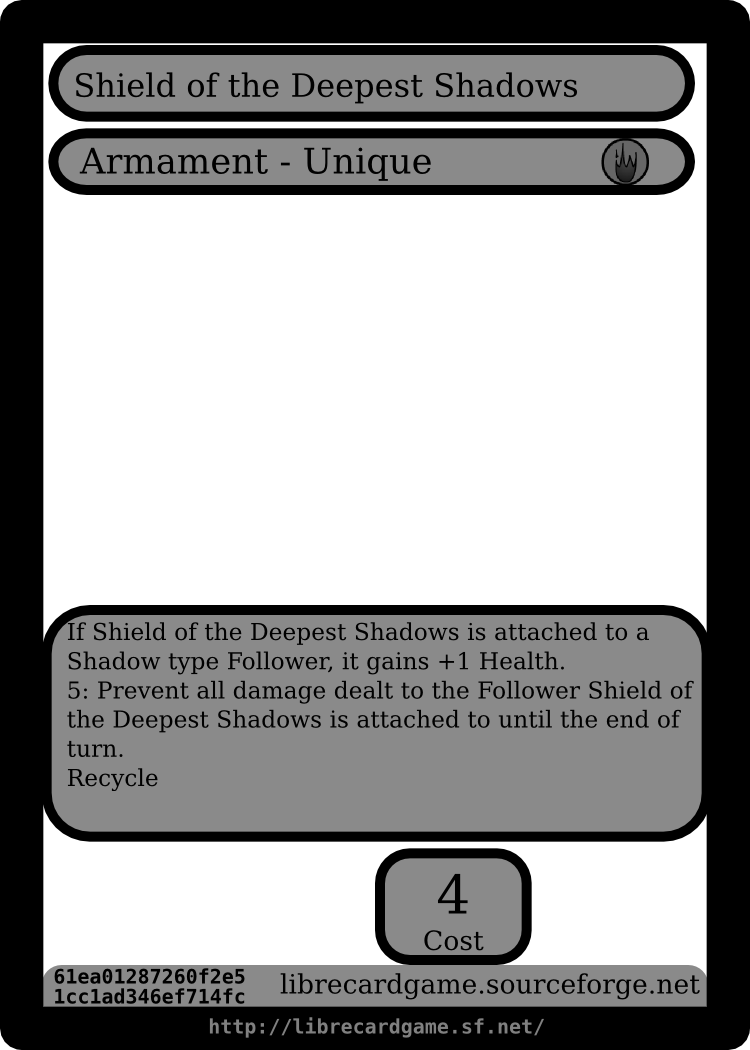 Shield of the Deepest Shadows
Armament - Unique
If Shield of the Deepest Shadows is attached to a
Shadow type Follower, it gains +1 Health.
5: Prevent all damage dealt to the Follower Shield of
the Deepest Shadows is attached to until the end of
turn.
Recycle
4
Cost
61ea01287260f2e5
1cc1ad346ef714fc
librecardgame.sourceforge.net
http://librecardgame.sf.net/